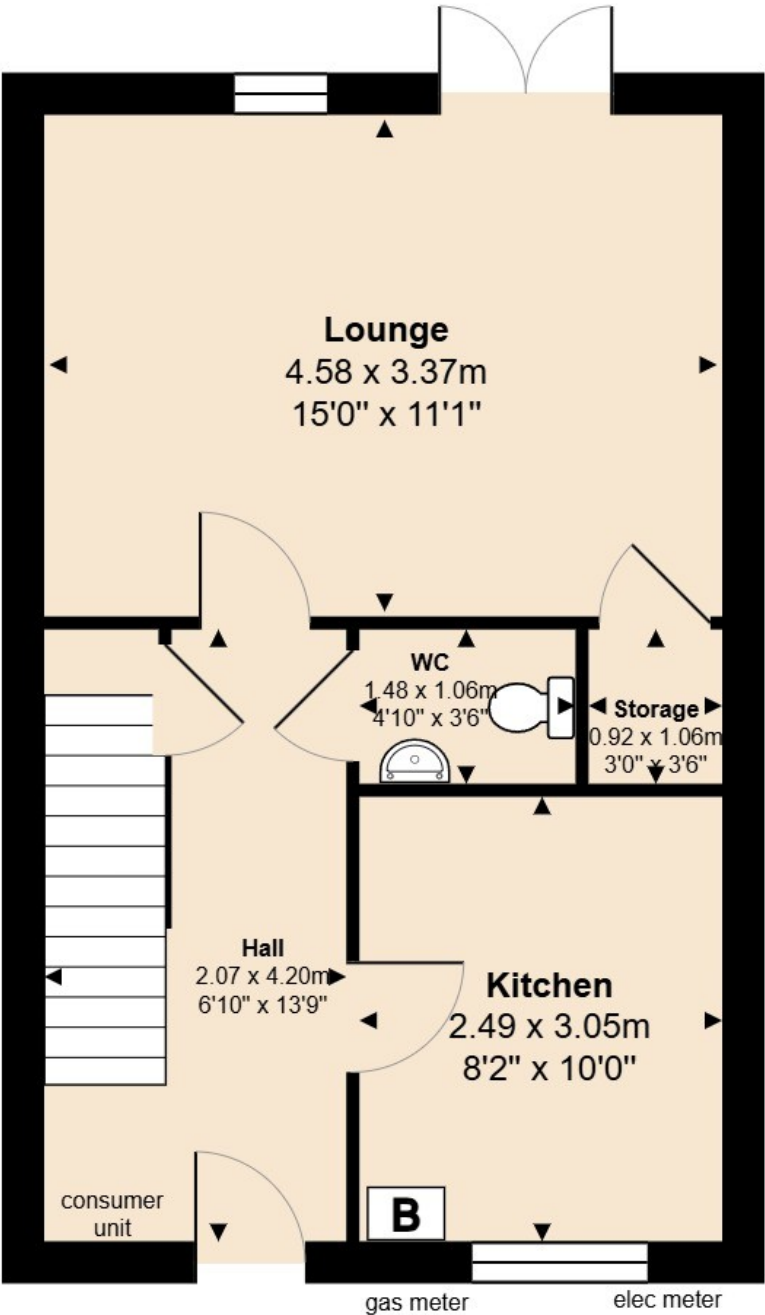 Lounge
4.58 x 3.37m
15'0" x 11'1"
WC
1.48 x 1.06m
4'10" x 3'6"
Storage
0.92 x 1.06m
3'0" x 3'6"
Hall
2.07 x 4.20m
6'10" x 13'9"
Kitchen
2.49 x 3.05m
8'2" x 10'0"
consumer
unit
B
gas meter
elec meter